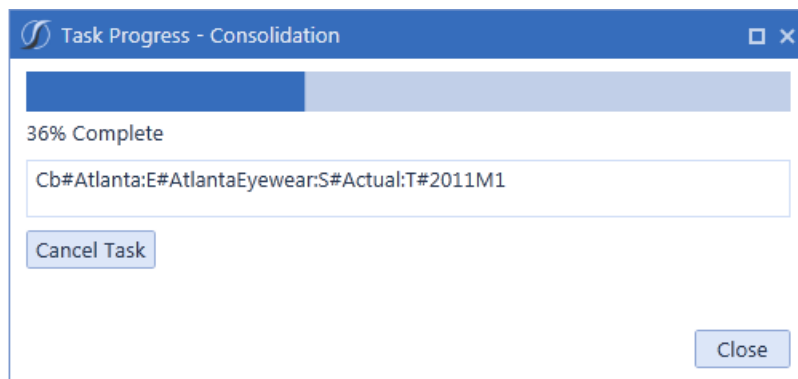 Task Progress - Consolidation
36% Complete
Cb#Atlanta:E#AtlantaEyewear:S#Actual:T#2011M1
Cancel Task
Close